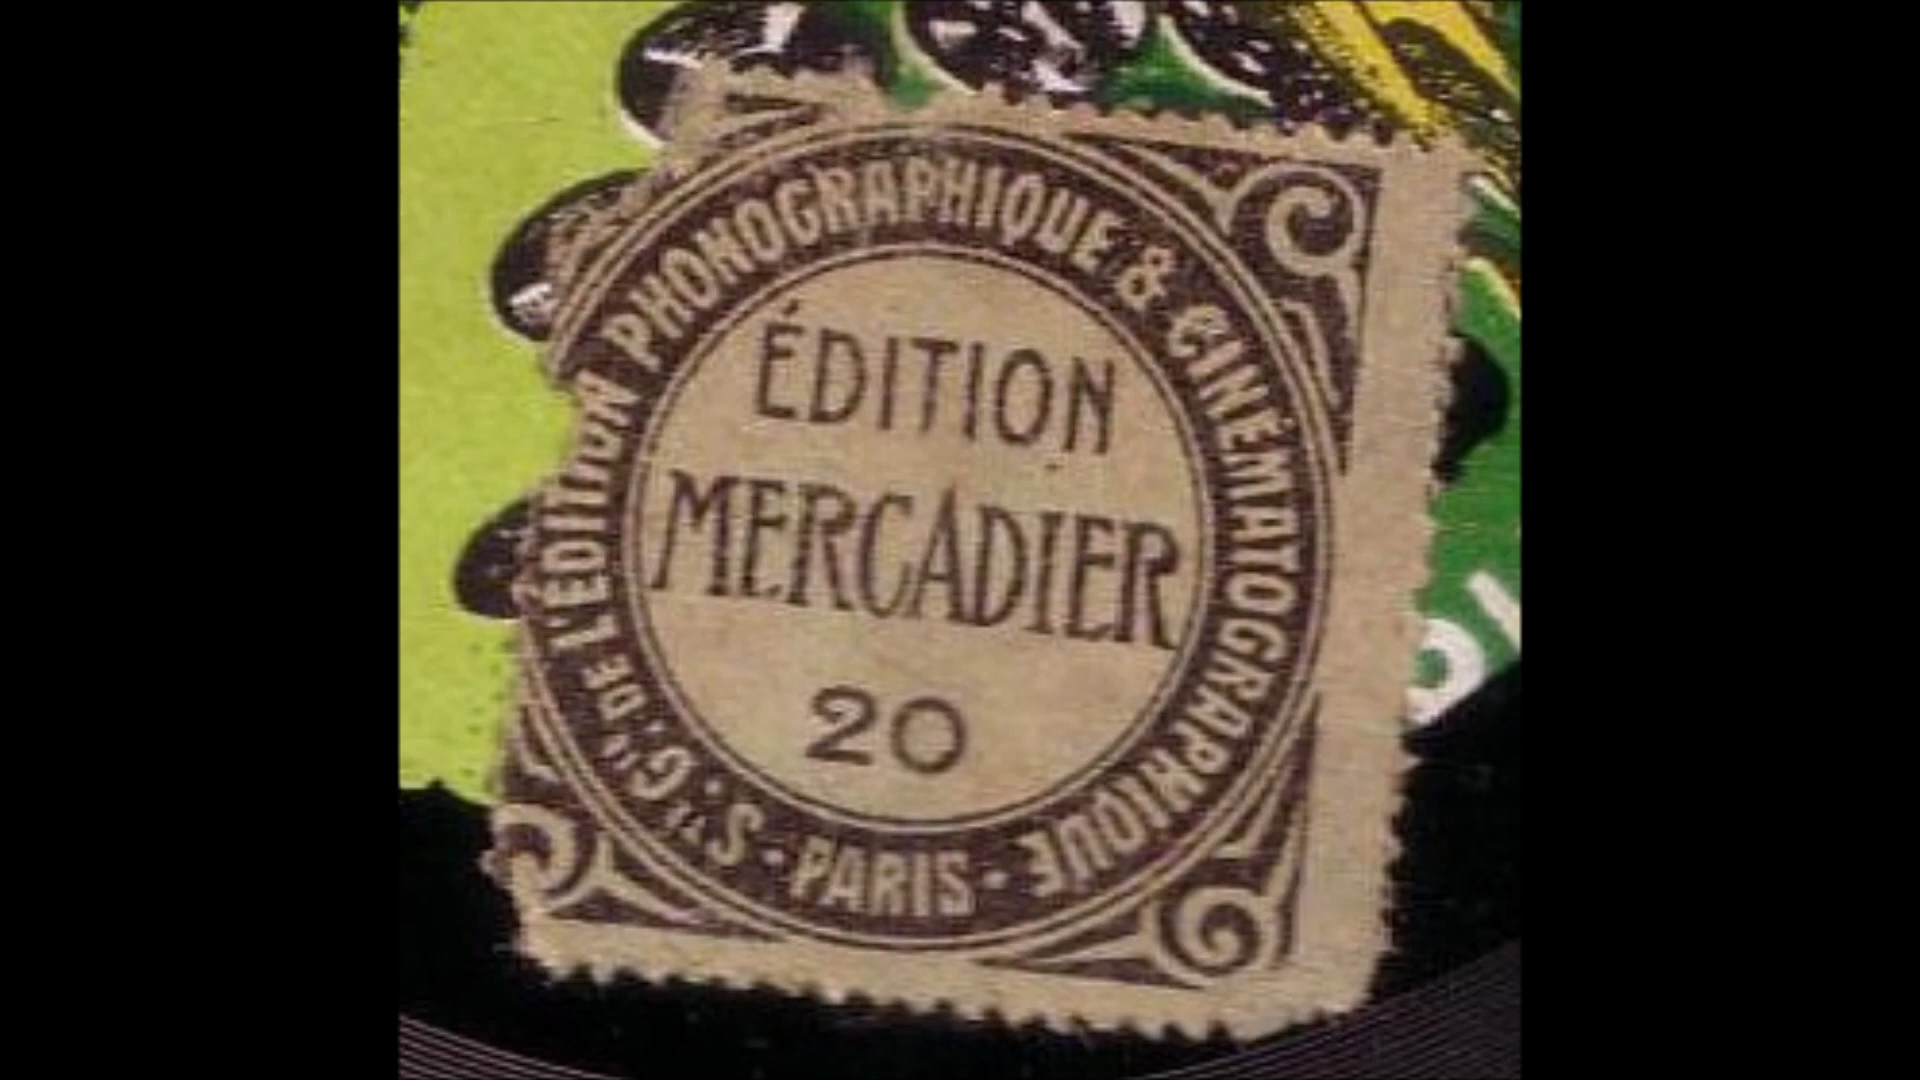 S.té G.le DE L'ÉDITION PHONOGRAPHIQUE & CINÉMATOGRAPHIQUE - PARIS -
ÉDITION
MERCADIER
20